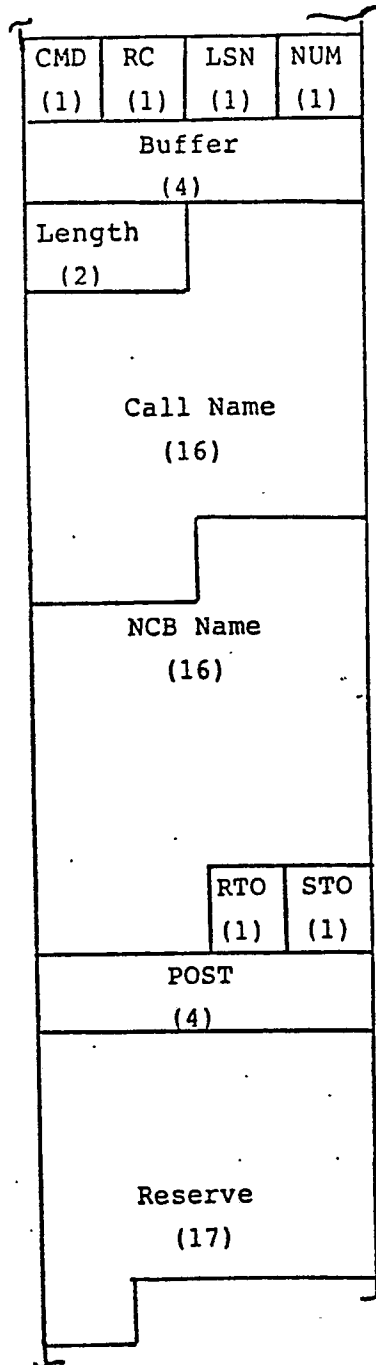 CMD RC LSN NUM
(1) (1) (1) (1)
Buffer
(4)
Length
(2)
Call Name
(16)
NCB Name
(16)
RTO STO
(1) (1)
POST
(4)
Reserve
(17)